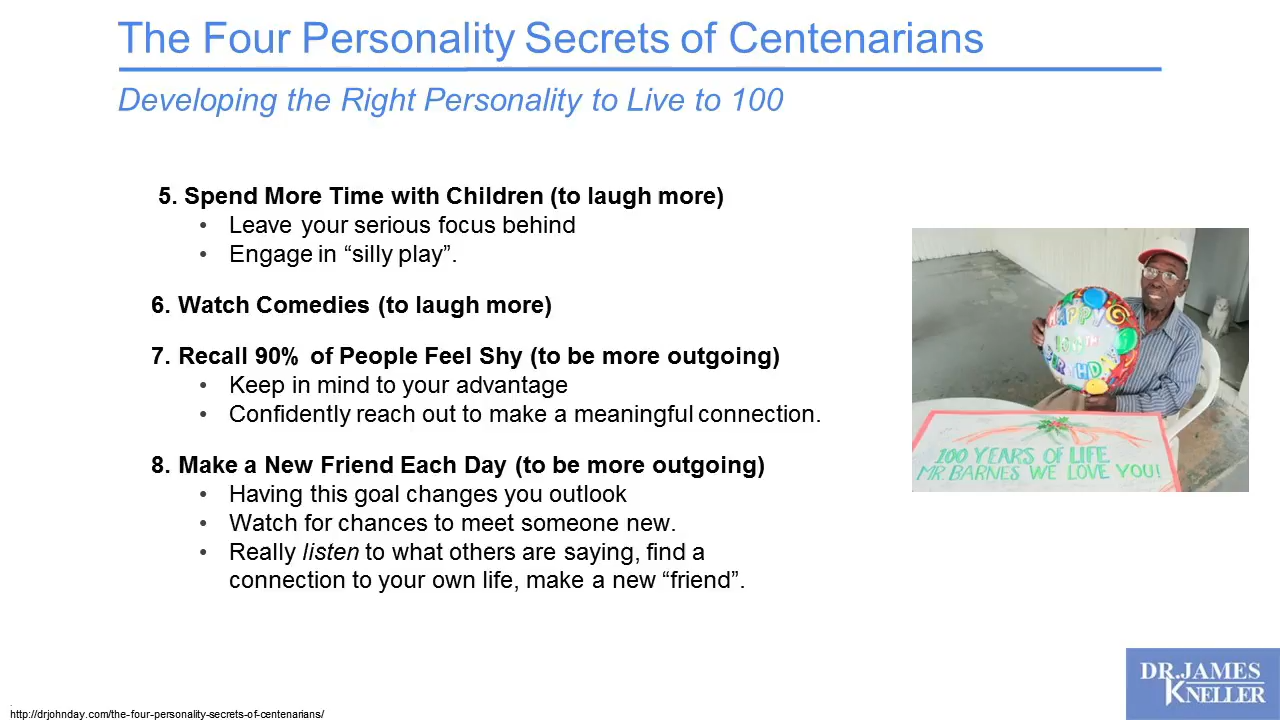 The Four Personality Secrets of Centenarians
Developing the Right Personality to Live to 100
5. Spend More Time with Children (to laugh more)
• Leave your serious focus behind
• Engage in “silly play”.
6. Watch Comedies (to laugh more)
7. Recall 90% of People Feel Shy (to be more outgoing)
• Keep in mind to your advantage
• Confidently reach out to make a meaningful connection.
8. Make a New Friend Each Day (to be more outgoing)
• Having this goal changes you outlook
• Watch for chances to meet someone new.
• Really listen to what others are saying, find a
connection to your own life, make a new “friend”.
HAPPY
100TH
BIRTHDAY
100 YEARS OF LIFE
MR. BARNES WE LOVE YOU!
DR.JAMES
KNELLER
http://drjohnday.com/the-four-personality-secrets-of-centenarians/